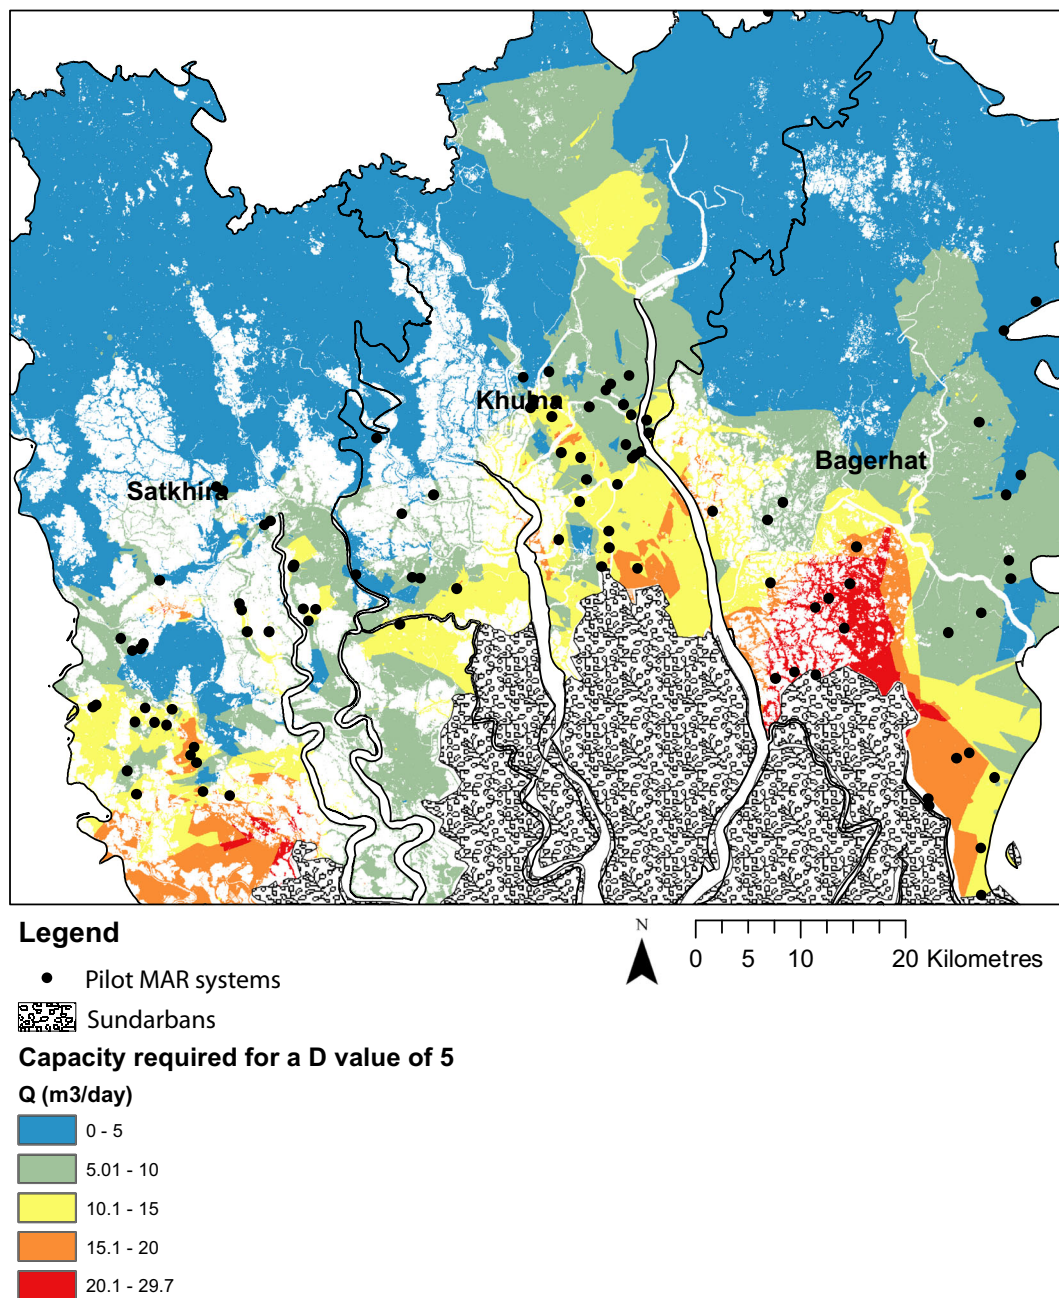 Khulna
Bagerhat
Satkhira
Legend
N
Pilot MAR systems
0 5 10 20 Kilometres
Sundarbans
Capacity required for a D value of 5
Q (m3/day)
0 - 5
5.01 - 10
10.1 - 15
15.1 - 20
20.1 - 29.7